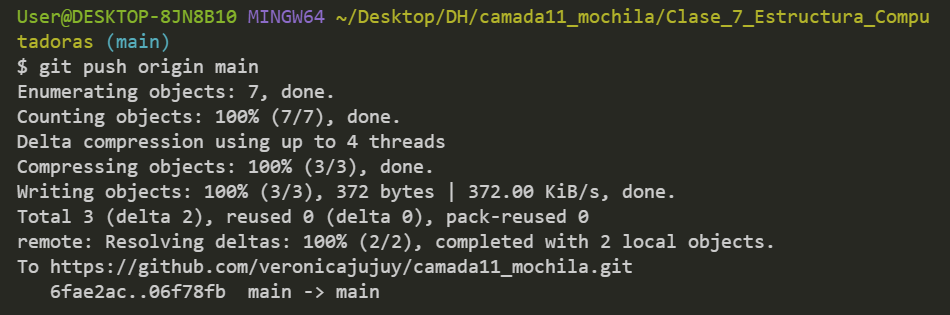 User@DESKTOP-8JN8B10 MINGW64 ~/Desktop/DH/camada11_mochila/Clase_7_Estructura_Compu
tadoras (main)
$ git push origin main
Enumerating objects: 7, done.
Counting objects: 100% (7/7), done.
Delta compression using up to 4 threads
Compressing objects: 100% (3/3), done.
Writing objects: 100% (3/3), 372 bytes | 372.00 KiB/s, done.
Total 3 (delta 2), reused 0 (delta 0), pack-reused 0
remote: Resolving deltas: 100% (2/2), completed with 2 local objects.
To https://github.com/veronicajujuy/camada11_mochila.git
   6fae2ac..06f78fb  main -> main